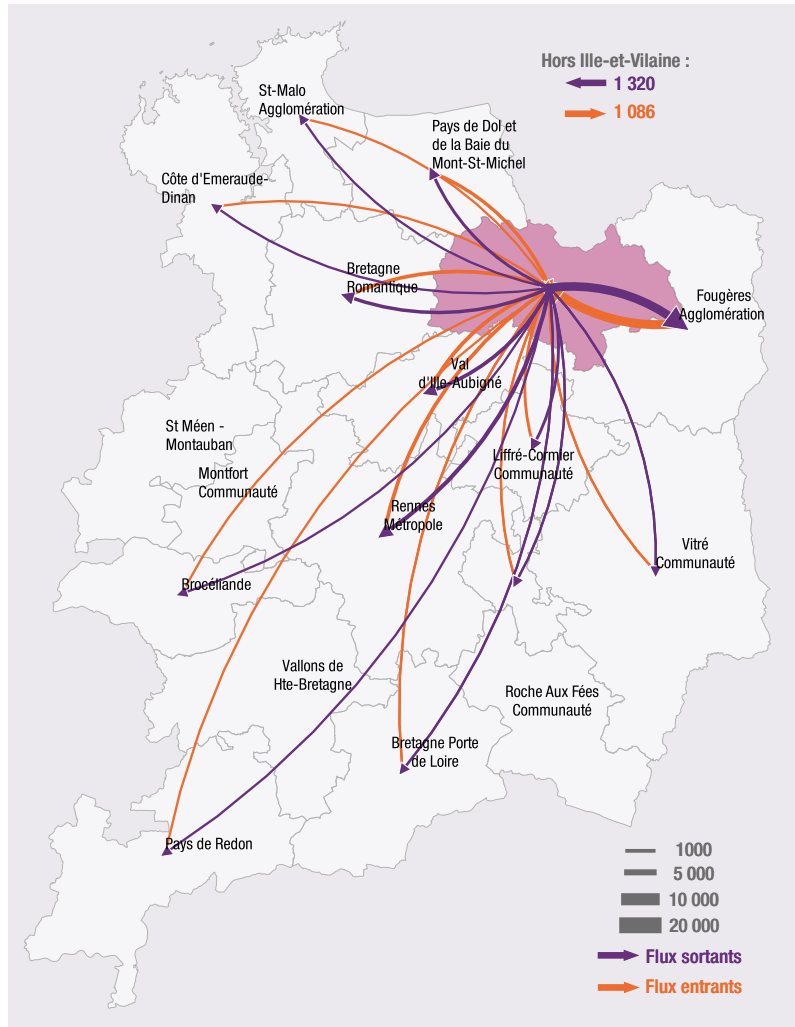 Hors Ille-et-Vilaine :
1 320
1 086
St-Malo
Agglomération
Pays de Dol et
de la Baie du
Mont-St-Michel
Côte d'Emeraude-
Dinan
Bretagne
Romantique
Fougères
Agglomération
Val
d'Ille-Aubigné
St Méen -
Montauban
Montfort
Communauté
Liffré-Cormier
Communauté
Rennes
Métropole
Vitré
Communauté
Brocéliande
Vallons de
Hte-Bretagne
Roche Aux Fées
Communauté
Bretagne Porte
de Loire
Pays de Redon
1000
5 000
10 000
20 000
Flux sortants
Flux entrants